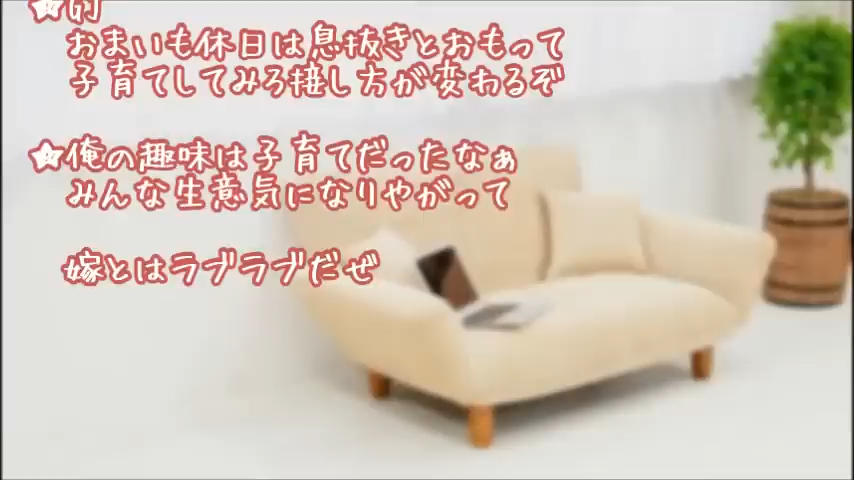 おまいも休日は息抜きとおもって
子育てしてみろ接し方が変わるぞ
★俺の趣味は子育てだったなぁ
みんな生意気になりやがって
嫁とはラブラブだぜ